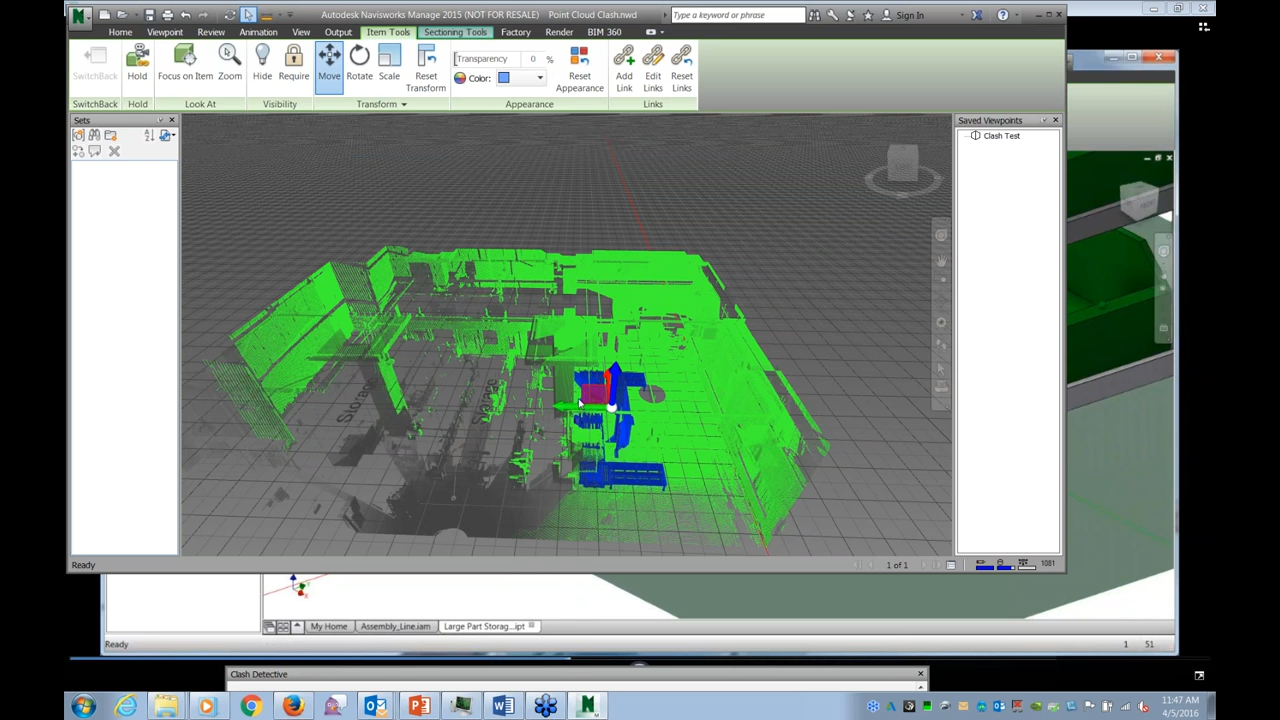 Autodesk Navisworks Manage 2015 (NOT FOR RESALE) Point Cloud Clash.nwd
Type a keyword or phrase
Sign In
Home Viewpoint Review Animation View Output Item Tools Sectioning Tools Factory Render BIM 360
Transparency 0 %
Color:
SwitchBack Hold Focus on Item Zoom Hide Require Move Rotate Scale Reset Transform Reset Appearance Add Link Edit Links Reset Links
SwitchBack Hold Look At Visibility Transform Appearance Links
Sets
Saved Viewpoints
Clash Test
Storage
Storage
Ready
1 of 1
1081
My Home Assembly_Line.iam Large Part Storag...ipt
Ready
1 51
Clash Detective
11:47 AM
4/5/2016